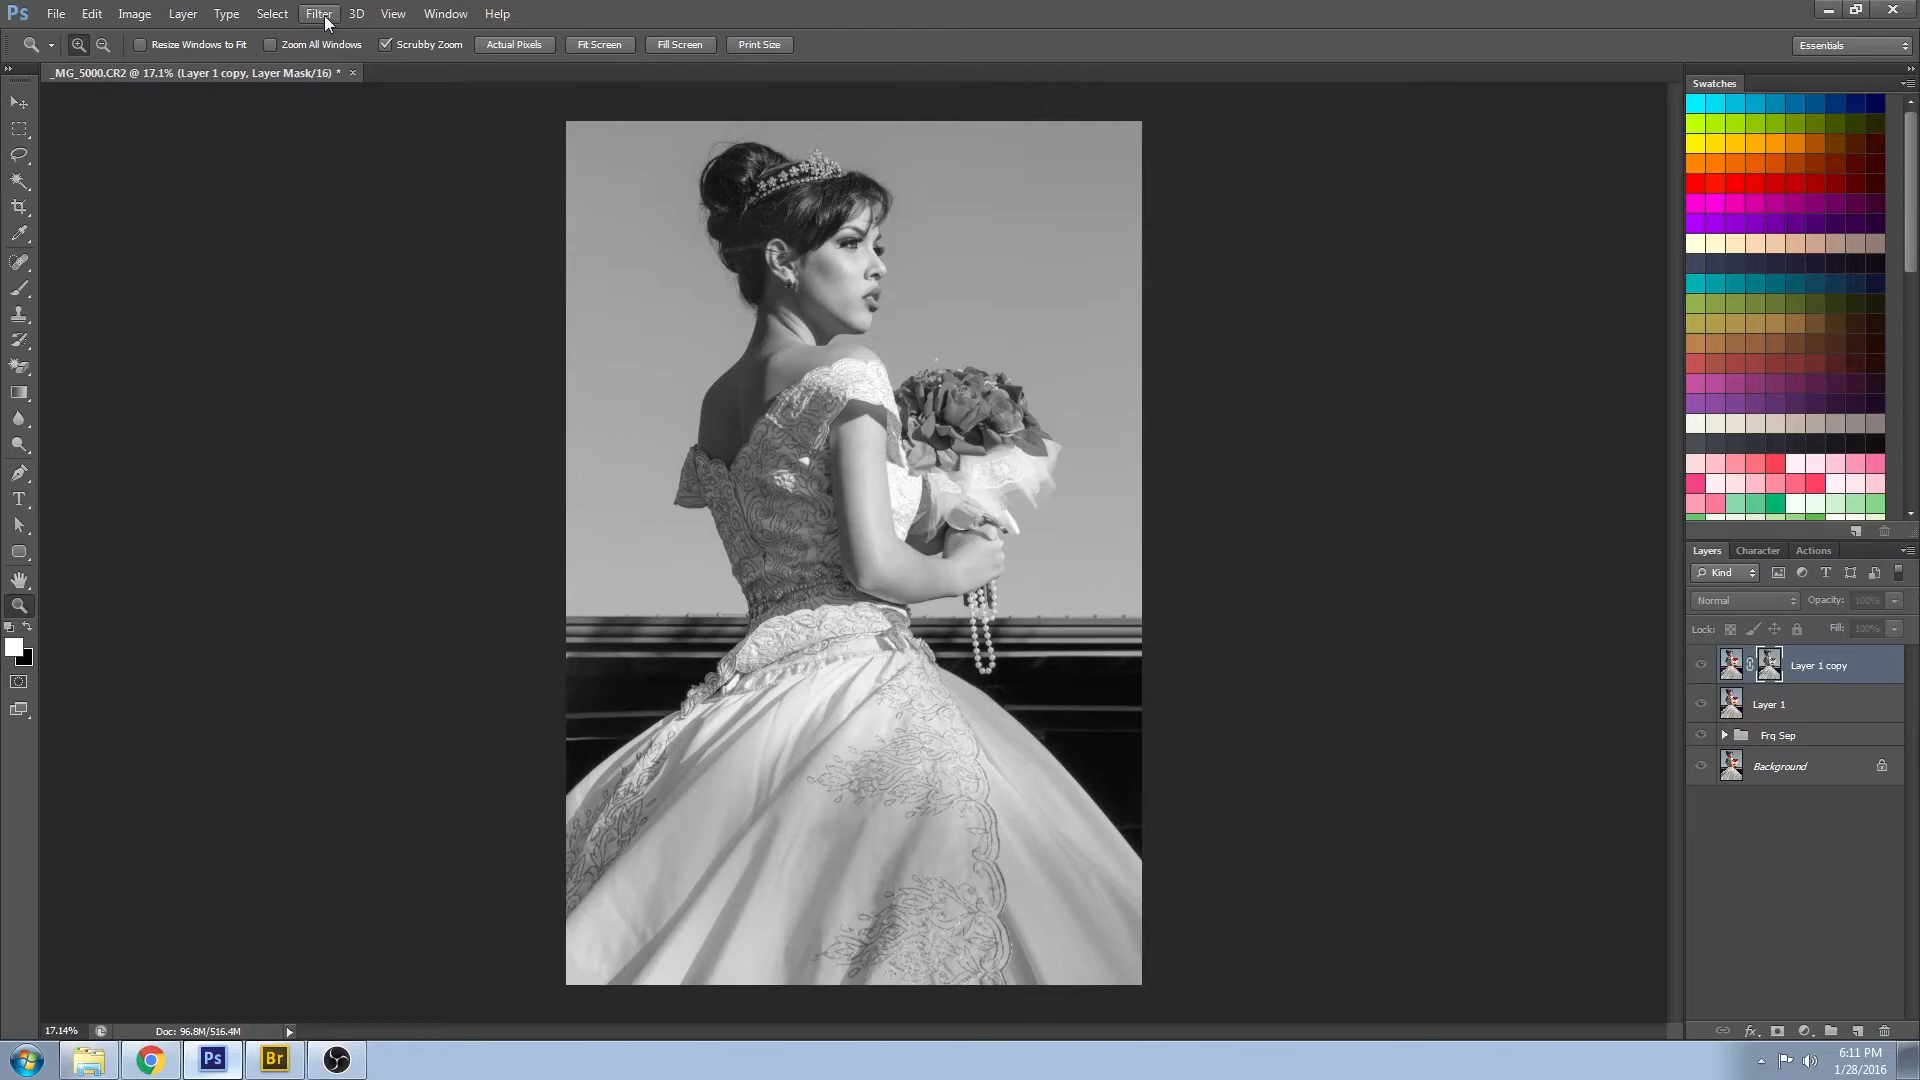 Ps File Edit Image Layer Type Select Filter 3D View Window Help
Resize Windows to Fit Zoom All Windows Scrubby Zoom Actual Pixels Fit Screen Fill Screen Print Size Essentials
_MG_5000.CR2 @ 17.1% (Layer 1 copy, Layer Mask/16) * ×
Swatches
Layers Character Actions
Kind
Normal Opacity: 100%
Lock: Fill: 100%
Layer 1 copy
Layer 1
Frq Sep
Background
fx
17.14% Doc: 96.8M/516.4M
Ps Br
6:11 PM
1/28/2016